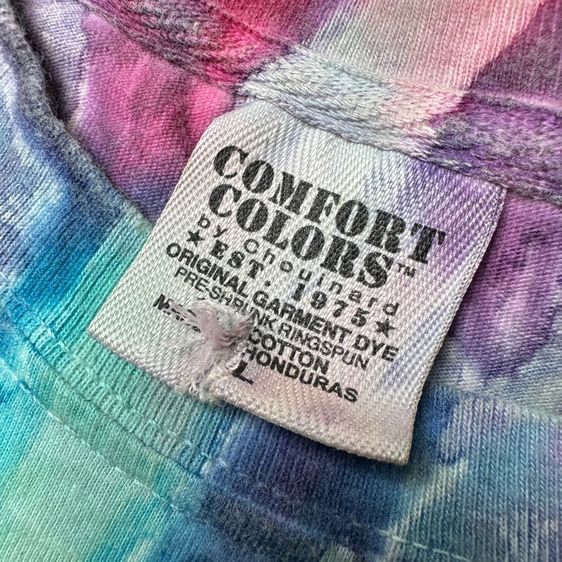 COMFORT
COLORS™
by Chouinard
★ EST. 1975 ★
ORIGINAL GARMENT DYE
PRE-SHRUNK RINGSPUN
COTTON
HONDURAS
L